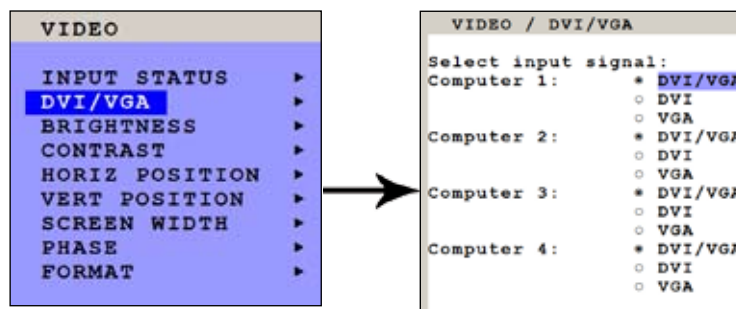 VIDEO
INPUT STATUS
DVI/VGA
BRIGHTNESS
CONTRAST
HORIZ POSITION
VERT POSITION
SCREEN WIDTH
PHASE
FORMAT
VIDEO / DVI/VGA
Select input signal:
Computer 1: DVI/VGA
DVI
VGA
Computer 2: DVI/VGA
DVI
VGA
Computer 3: DVI/VGA
DVI
VGA
Computer 4: DVI/VGA
DVI
VGA